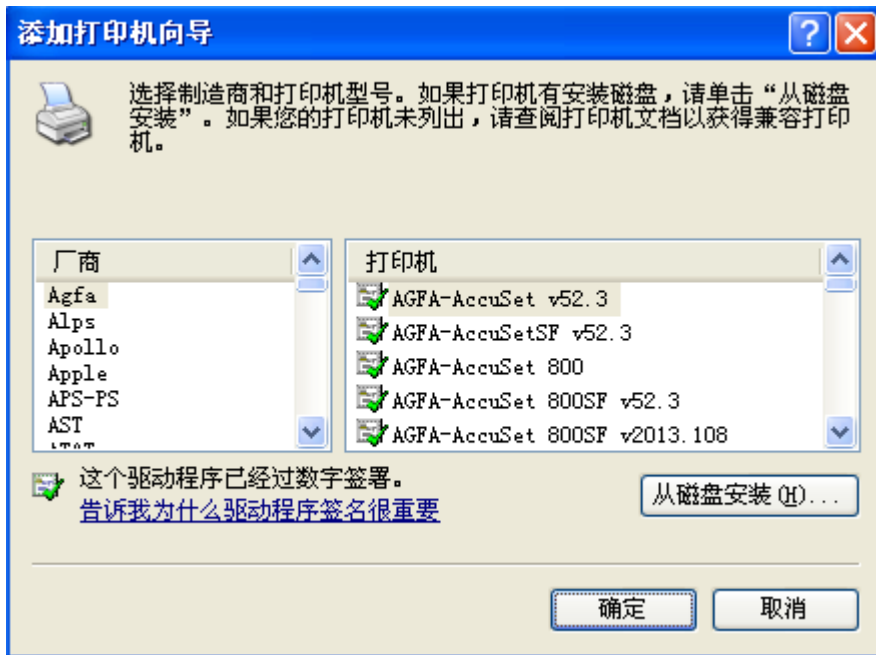 添加打印机向导
选择制造商和打印机型号。如果打印机有安装磁盘，请单击“从磁盘
安装”。如果您的打印机未列出，请查阅打印机文档以获得兼容打印
机。
厂商
Agfa
Alps
Apollo
Apple
APS-PS
AST
打印机
AGFA-AccuSet v52.3
AGFA-AccuSetSF v52.3
AGFA-AccuSet 800
AGFA-AccuSet 800SF v52.3
AGFA-AccuSet 800SF v2013.108
这个驱动程序已经过数字签署。
告诉我为什么驱动程序签名很重要
从磁盘安装(H)...
确定
取消